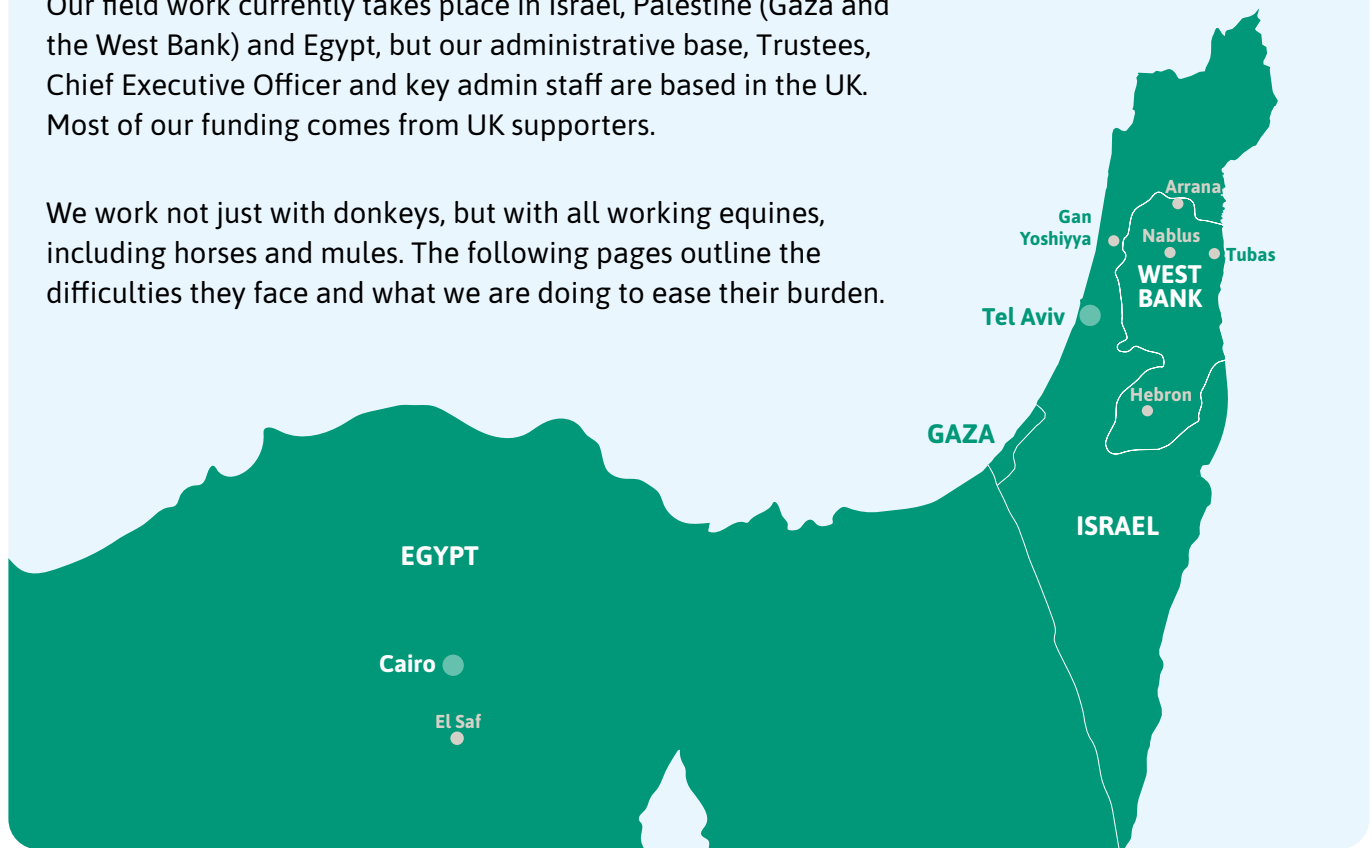 Our field work currently takes place in Israel, Palestine (Gaza and
the West Bank) and Egypt, but our administrative base, Trustees,
Chief Executive Officer and key admin staff are based in the UK.
Most of our funding comes from UK supporters.
We work not just with donkeys, but with all working equines,
including horses and mules. The following pages outline the
difficulties they face and what we are doing to ease their burden.
Arrana
Gan
Yoshiyya
Nablus
Tubas
WEST
BANK
Tel Aviv
Hebron
GAZA
ISRAEL
EGYPT
Cairo
El Saf